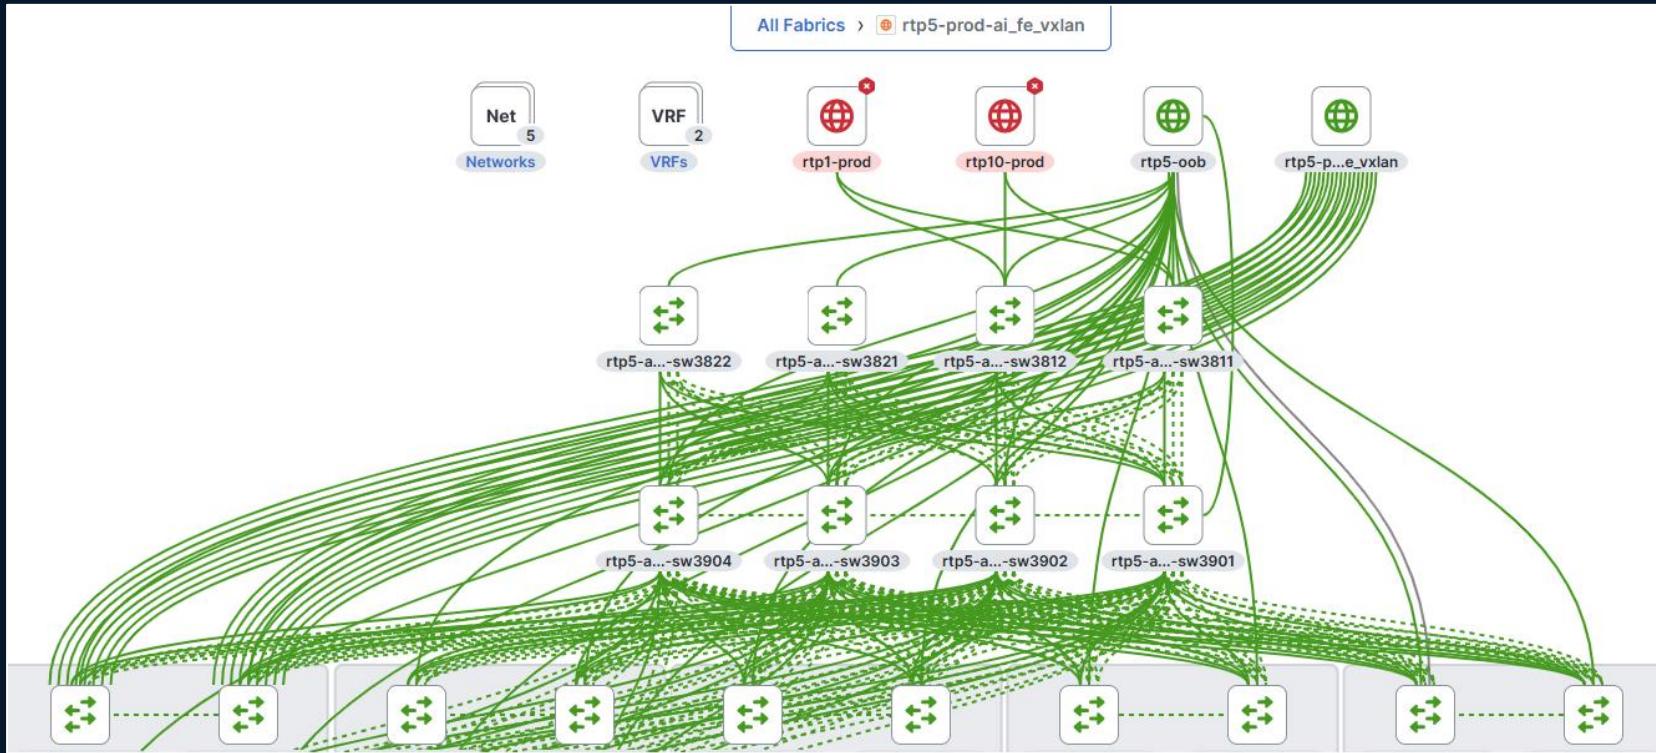 All Fabrics › rtp5-prod-ai_fe_vxlan
Net 5
Networks
VRF 2
VRFs
rtp1-prod
rtp10-prod
rtp5-oob
rtp5-p...e_vxlan
rtp5-a...-sw3822
rtp5-a...-sw3821
rtp5-a...-sw3812
rtp5-a...-sw3811
rtp5-a...-sw3904
rtp5-a...-sw3903
rtp5-a...-sw3902
rtp5-a...-sw3901